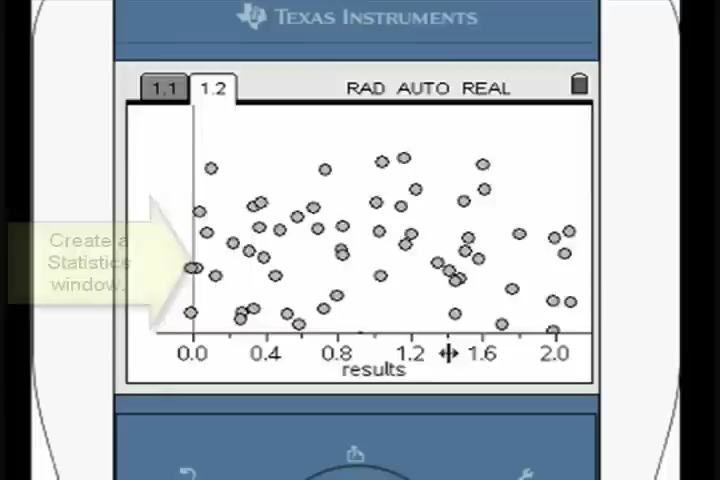 TEXAS INSTRUMENTS
1.1 1.2 RAD AUTO REAL
Create a
Statistics
window.
0.0 0.4 0.8 1.2 1.6 2.0
results